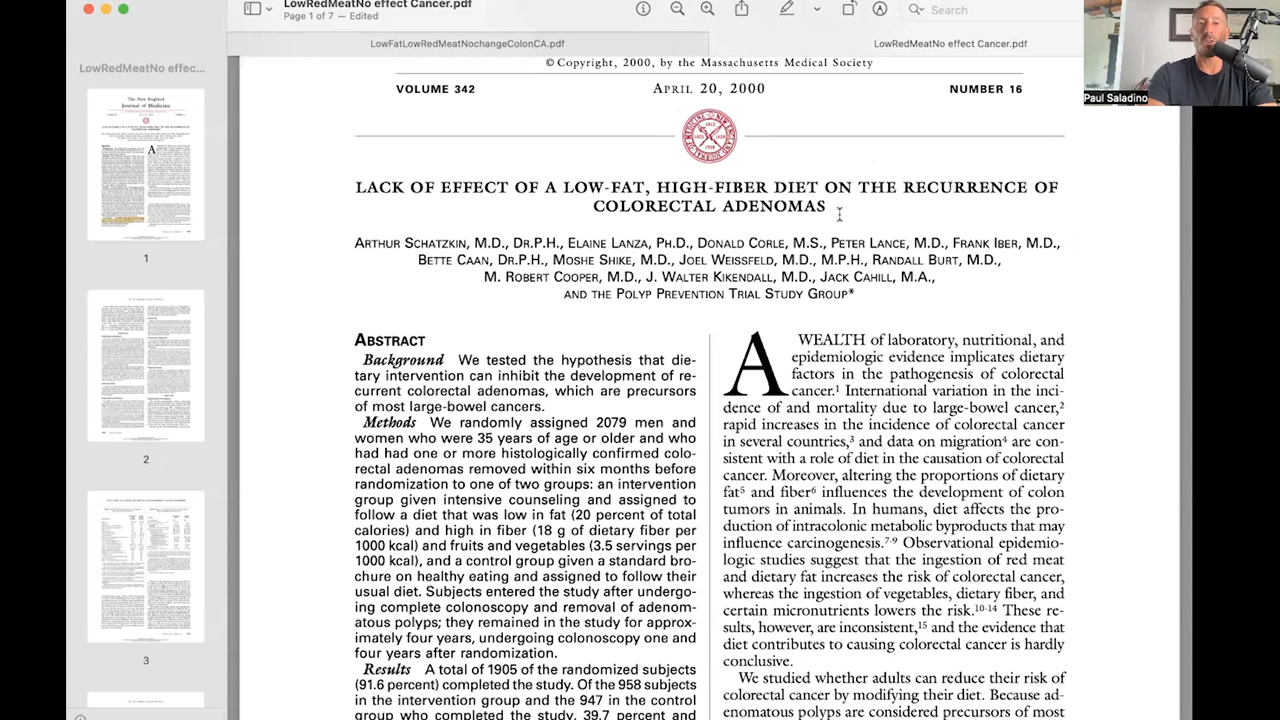 LowRedMeatNo effect Cancer.pdf
Page 1 of 7 — Edited
Search
LowFatLowRedMeatNochangeColonCA.pdf
LowRedMeatNo effect Cancer.pdf
Paul Saladino
LowRedMeatNo effec...
1
2
3
© Copyright, 2000, by the Massachusetts Medical Society
VOLUME 342
APRIL 20, 2000
NUMBER 16
LACK OF EFFECT OF A LOW-FAT, HIGH-FIBER DIET ON THE RECURRENCE OF
COLORECTAL ADENOMAS
ARTHUR SCHATZKIN, M.D., DR.P.H., ELAINE LANZA, PH.D., DONALD CORLE, M.S., PETER LANCE, M.D., FRANK IBER, M.D.,
BETTE CAAN, DR.P.H., MOSHE SHIKE, M.D., JOEL WEISSFELD, M.D., M.P.H., RANDALL BURT, M.D.,
M. ROBERT COOPER, M.D., J. WALTER KIKENDALL, M.D., JACK CAHILL, M.A.,
AND THE POLYP PREVENTION TRIAL STUDY GROUP*
ABSTRACT
Background We tested the hypothesis that die-
tary intervention can inhibit the development of re-
current colorectal adenomas, which are precursors
of most large-bowel cancers.
Methods We randomly assigned 2079 men and
women who were 35 years of age or older and who
had had one or more histologically confirmed colo-
rectal adenomas removed within six months before
randomization to one of two groups: an intervention
group given intensive counseling and assigned to
follow a diet that was low in fat (20 percent of total
calories) and high in fiber (18 g of dietary fiber per
1000 kcal) and fruits and vegetables (3.5 servings per
1000 kcal), and a control group given a standard bro-
chure on healthy eating and assigned to follow their
usual diet. Subjects entered the study after undergo-
ing complete colonoscopy and removal of adenom-
atous polyps; they remained in the study for approx-
imately four years, undergoing colonoscopy one and
four years after randomization.
Results A total of 1905 of the randomized subjects
(91.6 percent) completed the study. Of the 958 subjects
in the intervention group and the 947 in the control
group who completed the study, 39.7 percent and
A WEALTH of laboratory, nutritional, and
epidemiologic evidence implicates dietary
factors in the pathogenesis of colorectal
cancer.1 International variation in the inci-
dence of and mortality due to large-bowel cancer,2
rapid increases in the incidence of colorectal cancer
in several countries,3 and data on migration4 are con-
sistent with a role of diet in the causation of colorectal
cancer. Moreover, altering the proportions of dietary
fat5 and fiber6 influences the development of colon
tumors in animals. In humans, diet affects the pro-
duction of intestinal metabolic products that may
influence carcinogenesis.7-9 Observational epidemio-
logic studies suggest that the ingestion of red meat
and dietary fat increases the risk of colorectal cancer,
whereas the intake of vegetables, dietary fiber, and
certain micronutrients lowers the risk.10-14 These re-
sults, however, are inconsistent,15 and the evidence that
diet contributes to causing colorectal cancer is hardly
conclusive.
We studied whether adults can reduce their risk of
colorectal cancer by modifying their diet. Because ad-
enomatous polyps are considered precursors of most